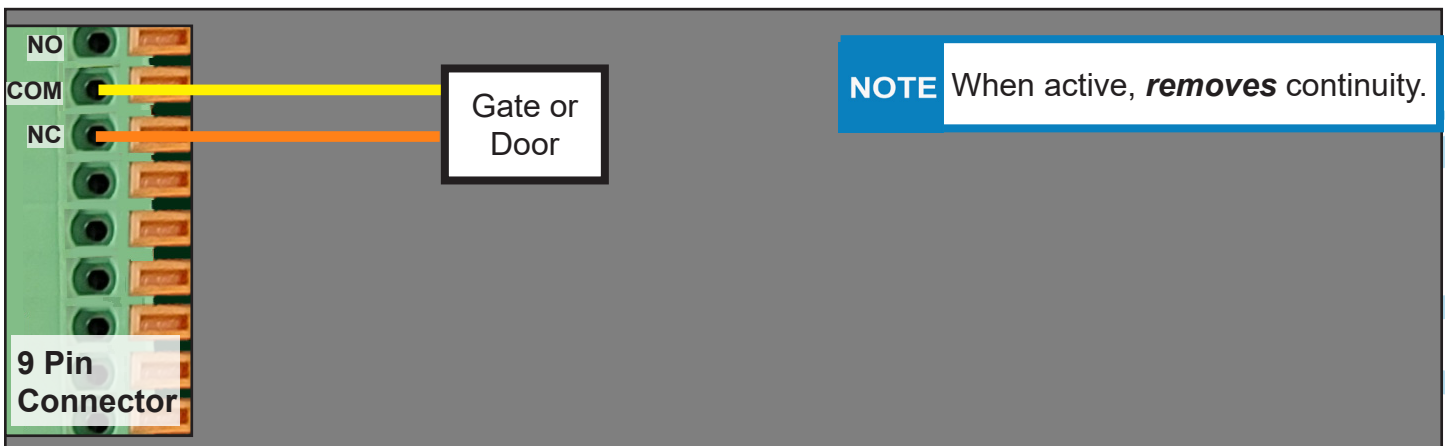 NO
COM
NC
9 Pin
Connector
Gate or
Door
NOTE When active, removes continuity.